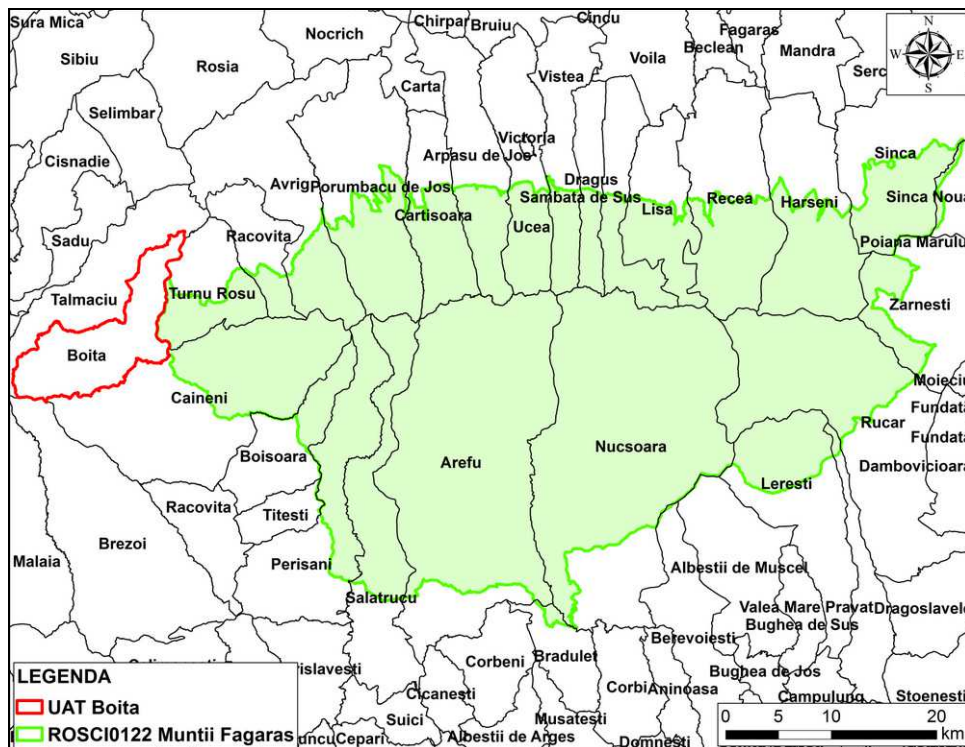 Sura Mica
Sibiu
Selimbar
Cisnadie
Sadu
Rosia
Nocrich
Chirpar
Bruiu
Cincu
Fagaras
Beclean
Mandra
Voila
Vistea
Carta
Victoria
Arpasu de Jos
N
W
E
S
Avrig
Porumbacu de Jos
Cartisoara
Ucea
Dragus
Sambata de Sus
Lisa
Recea
Harseni
Sinca
Sinca Noua
Poiana Marului
Zarnesti
Racovita
Turnu Rosu
Talmaciu
Boita
Caineni
Boisoara
Titesti
Racovita
Brezoi
Malaia
Perisani
Salatrucu
Arefu
Nucsoara
Leresti
Rucar
Moieciu
Fundata
Fundata
Dambovicioara
Albestii de Muscel
Valea Mare
Pravat
Dragoslavele
Bughea de Sus
Berevoiesti
Bughea de Jos
Campulung
Stoenesti
Corbeni
Bradulet
Corbi
Aninoasa
Cicanesti
Suici
Musatesti
Albestii de Arges
Domnesti
Cepari
LEGENDA
UAT Boita
ROSCI0122 Muntii Fagaras
0 5 10 20
km